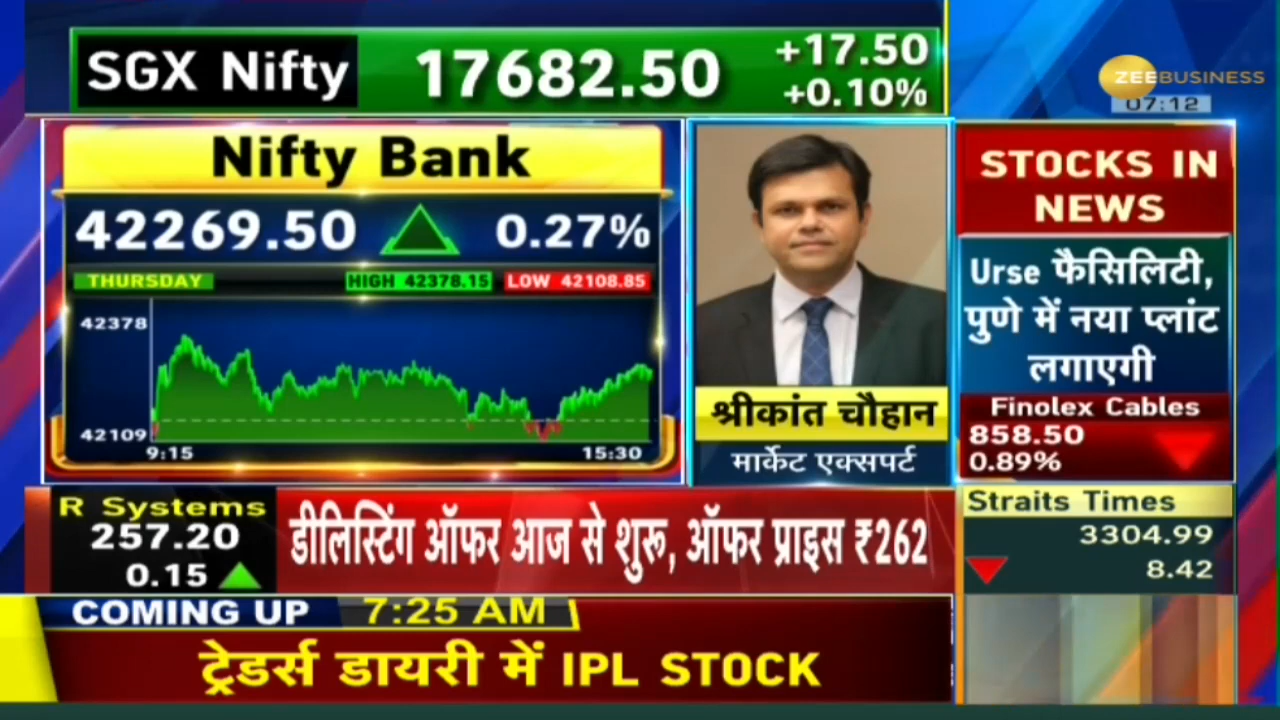 SGX Nifty 17682.50 +17.50
+0.10%
ZEEBUSINESS
07:12
Nifty Bank
42269.50 0.27%
THURSDAY HIGH 42378.15 LOW 42108.85
42378
42109
9:15 15:30
श्रीकांत चौहान
मार्केट एक्सपर्ट
STOCKS IN
NEWS
Urse फैसिलिटी,
पुणे में नया प्लांट
लगाएगी
Finolex Cables
858.50
0.89%
R Systems
257.20
0.15
डीलिस्टिंग ऑफर आज से शुरू, ऑफर प्राइस ₹262
Straits Times
3304.99
8.42
COMING UP 7:25 AM
ट्रेडर्स डायरी में IPL STOCK